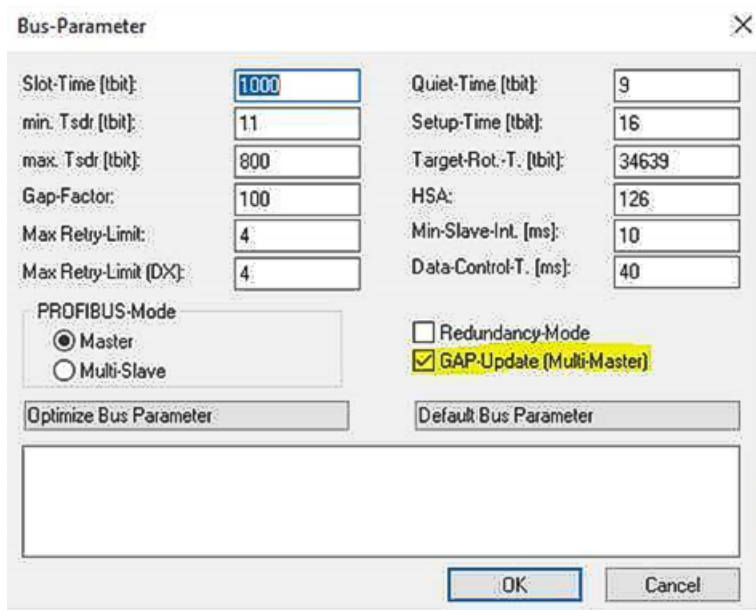 Bus-Parameter
Slot-Time [tbit]: 1000 Quiet-Time [tbit]: 9
min. Tsdr [tbit]: 11 Setup-Time [tbit]: 16
max. Tsdr [tbit]: 800 Target-Rot.-T. [tbit]: 34639
Gap-Factor: 100 HSA: 126
Max Retry-Limit: 4 Min-Slave-Int. [ms]: 10
Max Retry-Limit (DX): 4 Data-Control-T. [ms]: 40
PROFIBUS-Mode
Master Redundancy-Mode
Multi-Slave GAP-Update (Multi-Master)
Optimize Bus Parameter Default Bus Parameter
OK Cancel